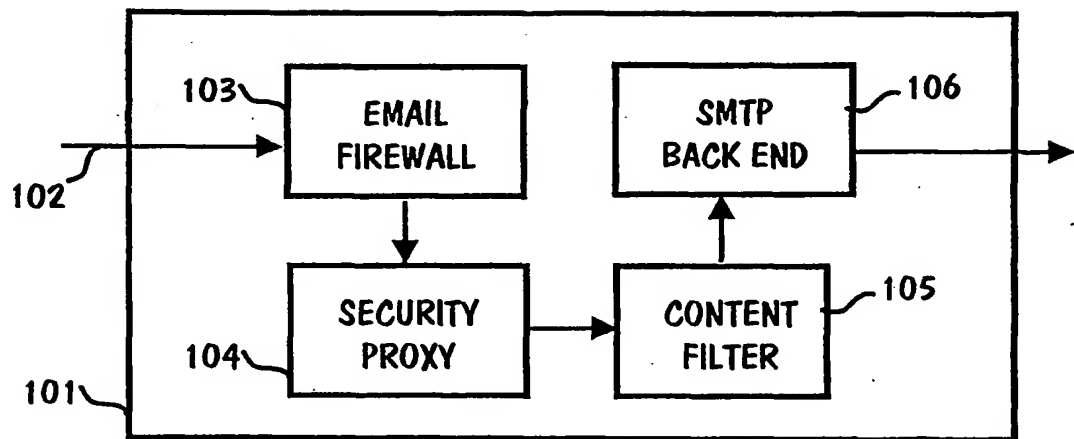 103
EMAIL
FIREWALL
SMTP
BACK END
106
102
SECURITY
PROXY
104
CONTENT
FILTER
105
101